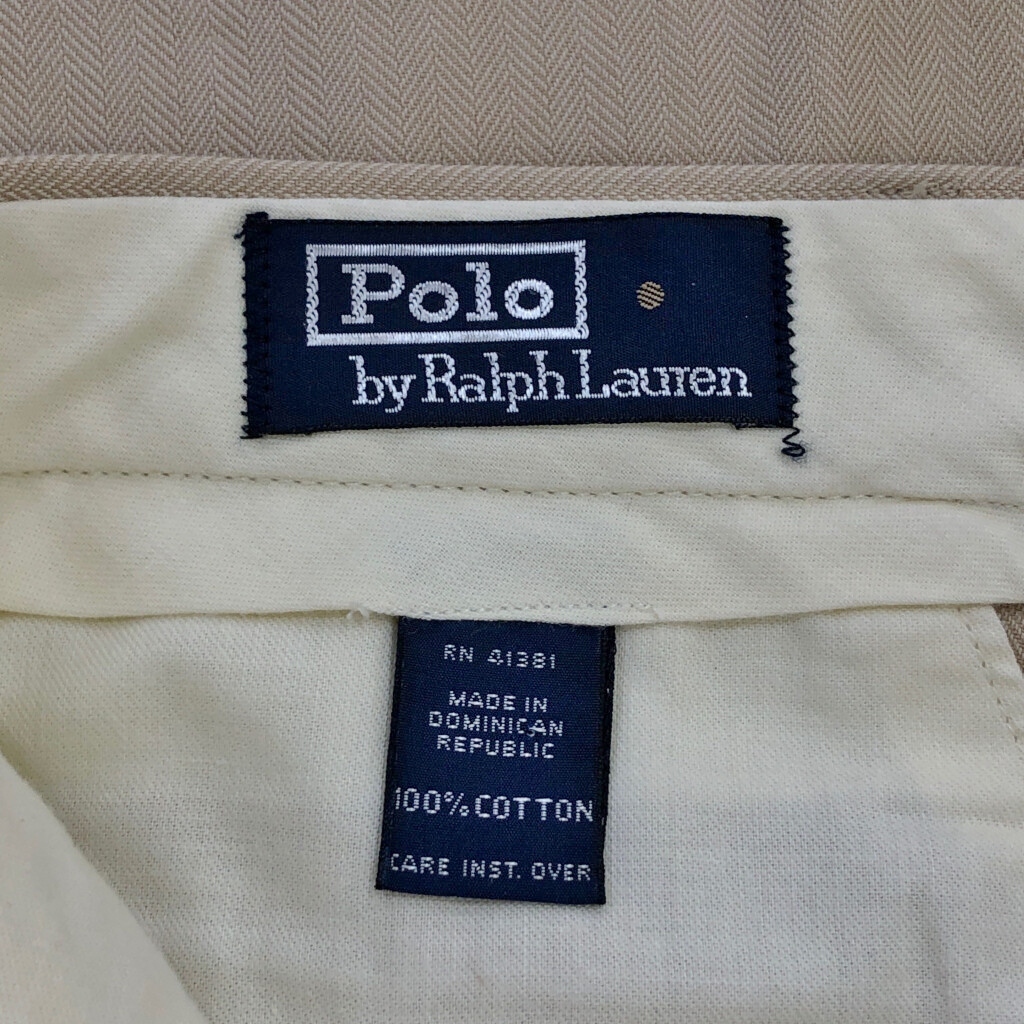 Polo
by Ralph Lauren
RN 41381
MADE IN
DOMINICAN
REPUBLIC
100% COTTON
CARE INST. OVER